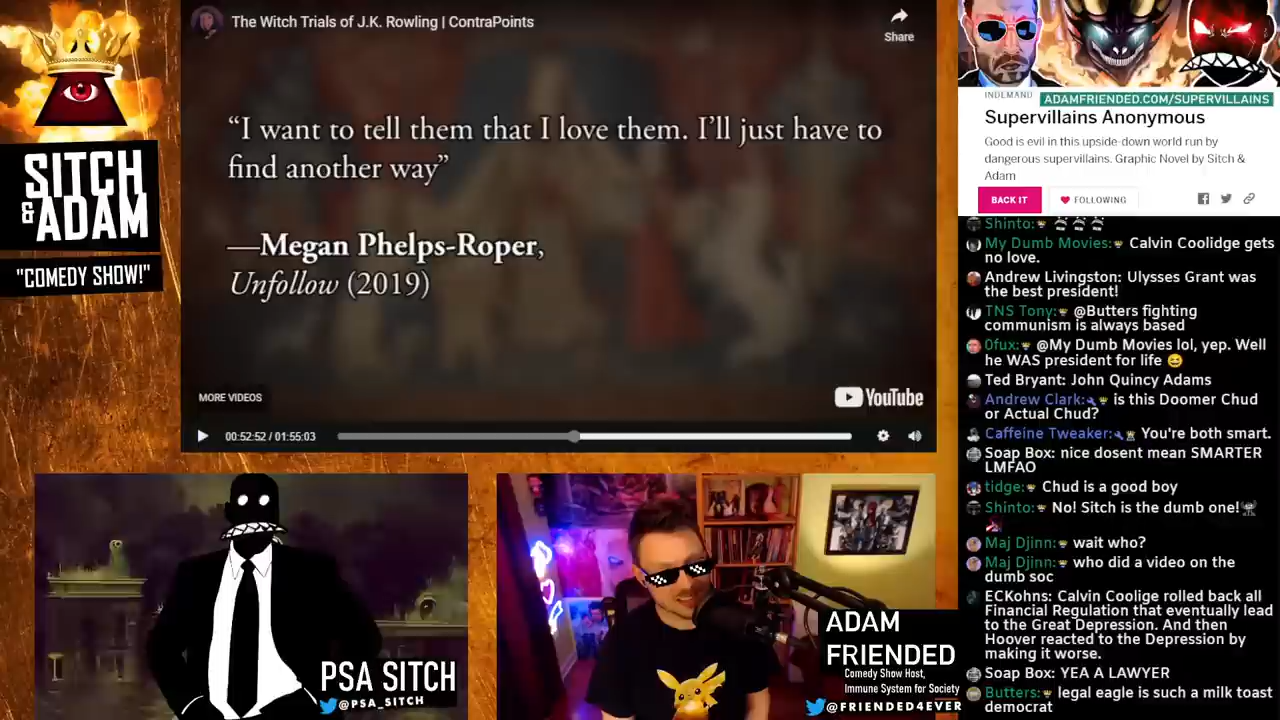 The Witch Trials of J.K. Rowling | ContraPoints
Share
“I want to tell them that I love them. I’ll just have to
find another way”
—Megan Phelps-Roper,
Unfollow (2019)
MORE VIDEOS
YouTube
00:52:52 / 01:55:03
SITCH
& ADAM
"COMEDY SHOW!"
PSA SITCH
@PSA_SITCH
ADAM
FRIENDED
Comedy Show Host,
Immune System for Society
@FRIENDED4EVER
INDEMAND
ADAMFRIENDED.COM/SUPERVILLAINS
Supervillains Anonymous
Good is evil in this upside-down world run by
dangerous supervillains. Graphic Novel by Sitch &
Adam
BACK IT
FOLLOWING
Shinto:
My Dumb Movies: Calvin Coolidge gets
no love.
Andrew Livingston: Ulysses Grant was
the best president!
TNS Tony: @Butters fighting
communism is always based
0fux: @My Dumb Movies lol, yep. Well
he WAS president for life 😆
Ted Bryant: John Quincy Adams
Andrew Clark: is this Doomer Chud
or Actual Chud?
Caffeine Tweaker: You're both smart.
Soap Box: nice dosent mean SMARTER
LMFAO
tidge: Chud is a good boy
Shinto: No! Sitch is the dumb one!
Maj Djinn: wait who?
Maj Djinn: who did a video on the
dumb soc
ECKohns: Calvin Coolige rolled back all
Financial Regulation that eventually lead
to the Great Depression. And then
Hoover reacted to the Depression by
making it worse.
Soap Box: YEA A LAWYER
Butters: legal eagle is such a milk toast
democrat